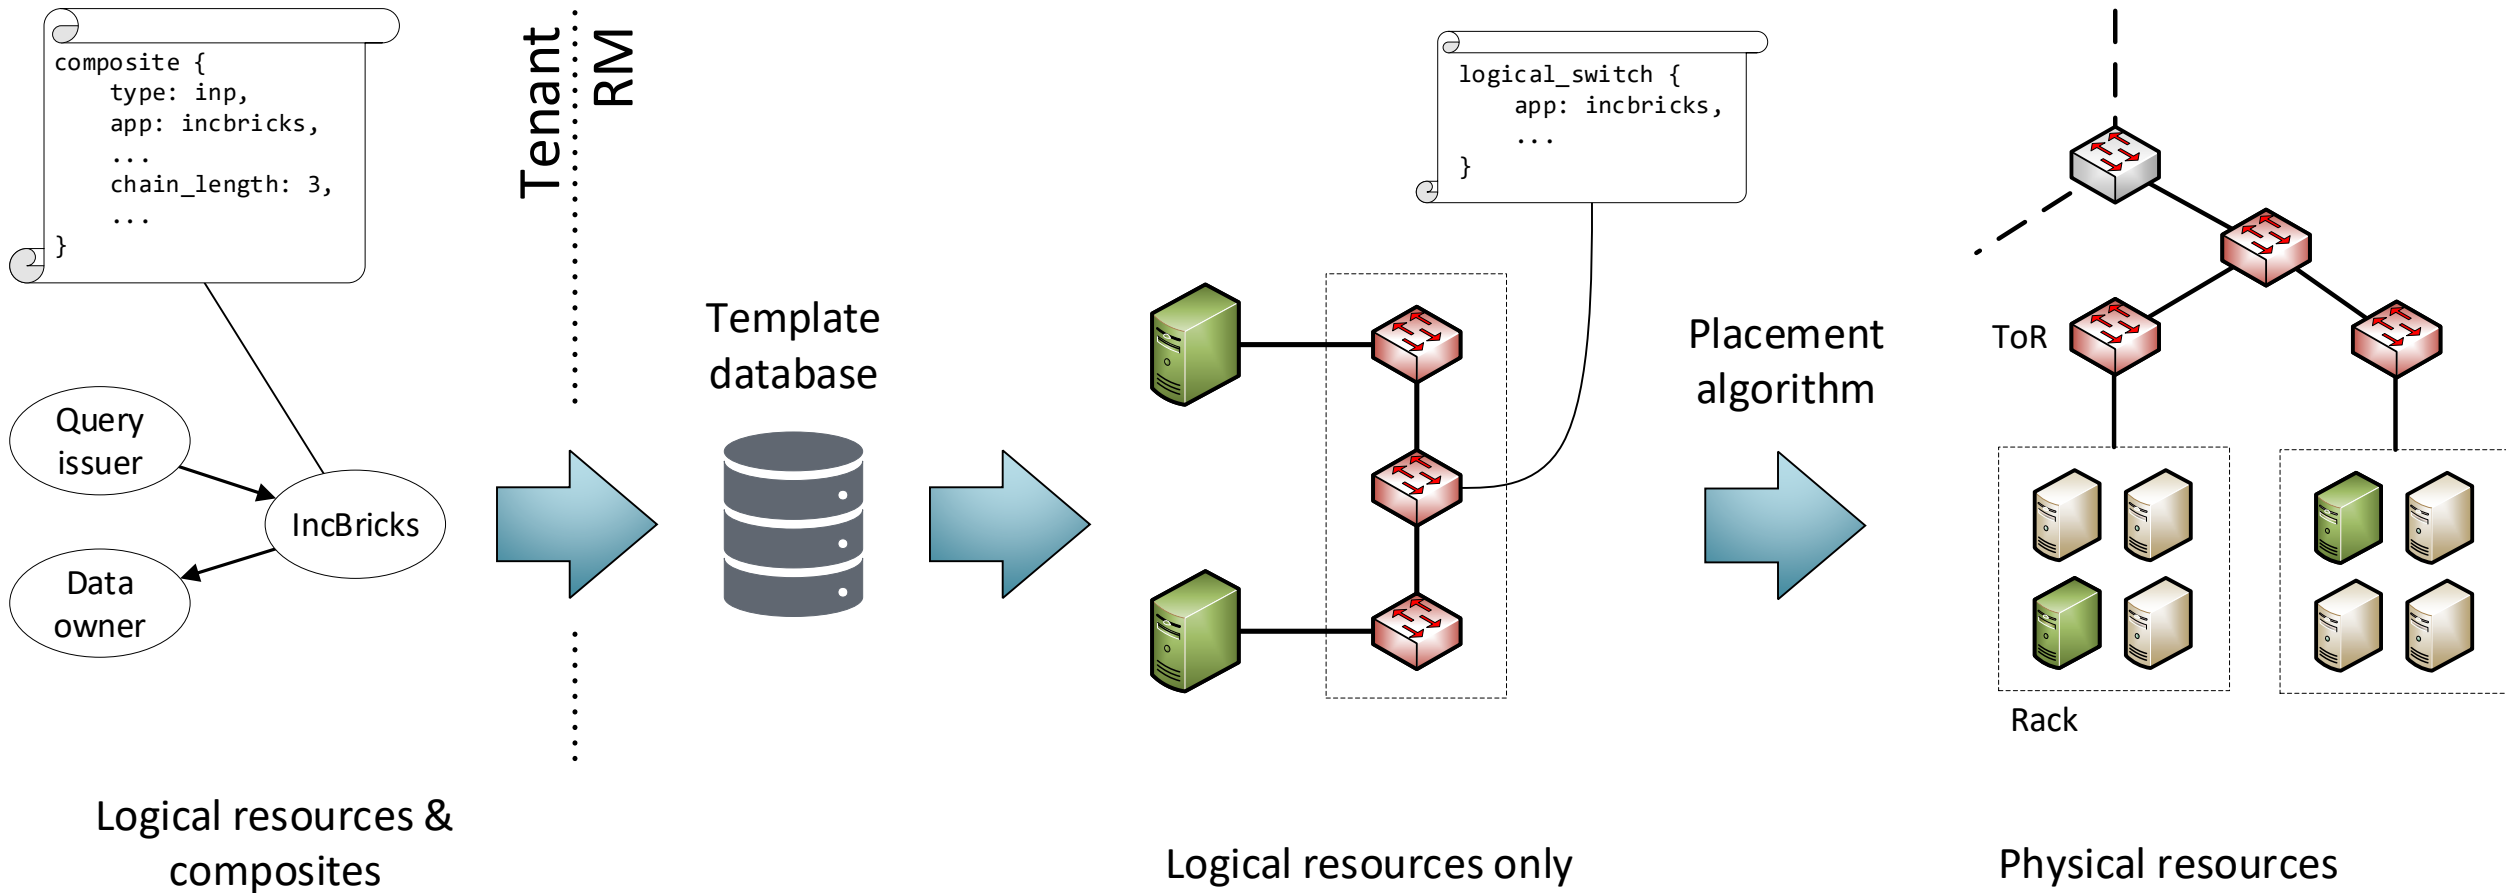 composite {
    type: inp,
    app: incbricks,
    ...
    chain_length: 3,
    ...
}
Query
issuer
IncBricks
Data
owner
Logical resources &
composites
Tenant
RM
Template
database
logical_switch {
    app: incbricks,
    ...
}
Logical resources only
Placement
algorithm
ToR
Rack
Physical resources